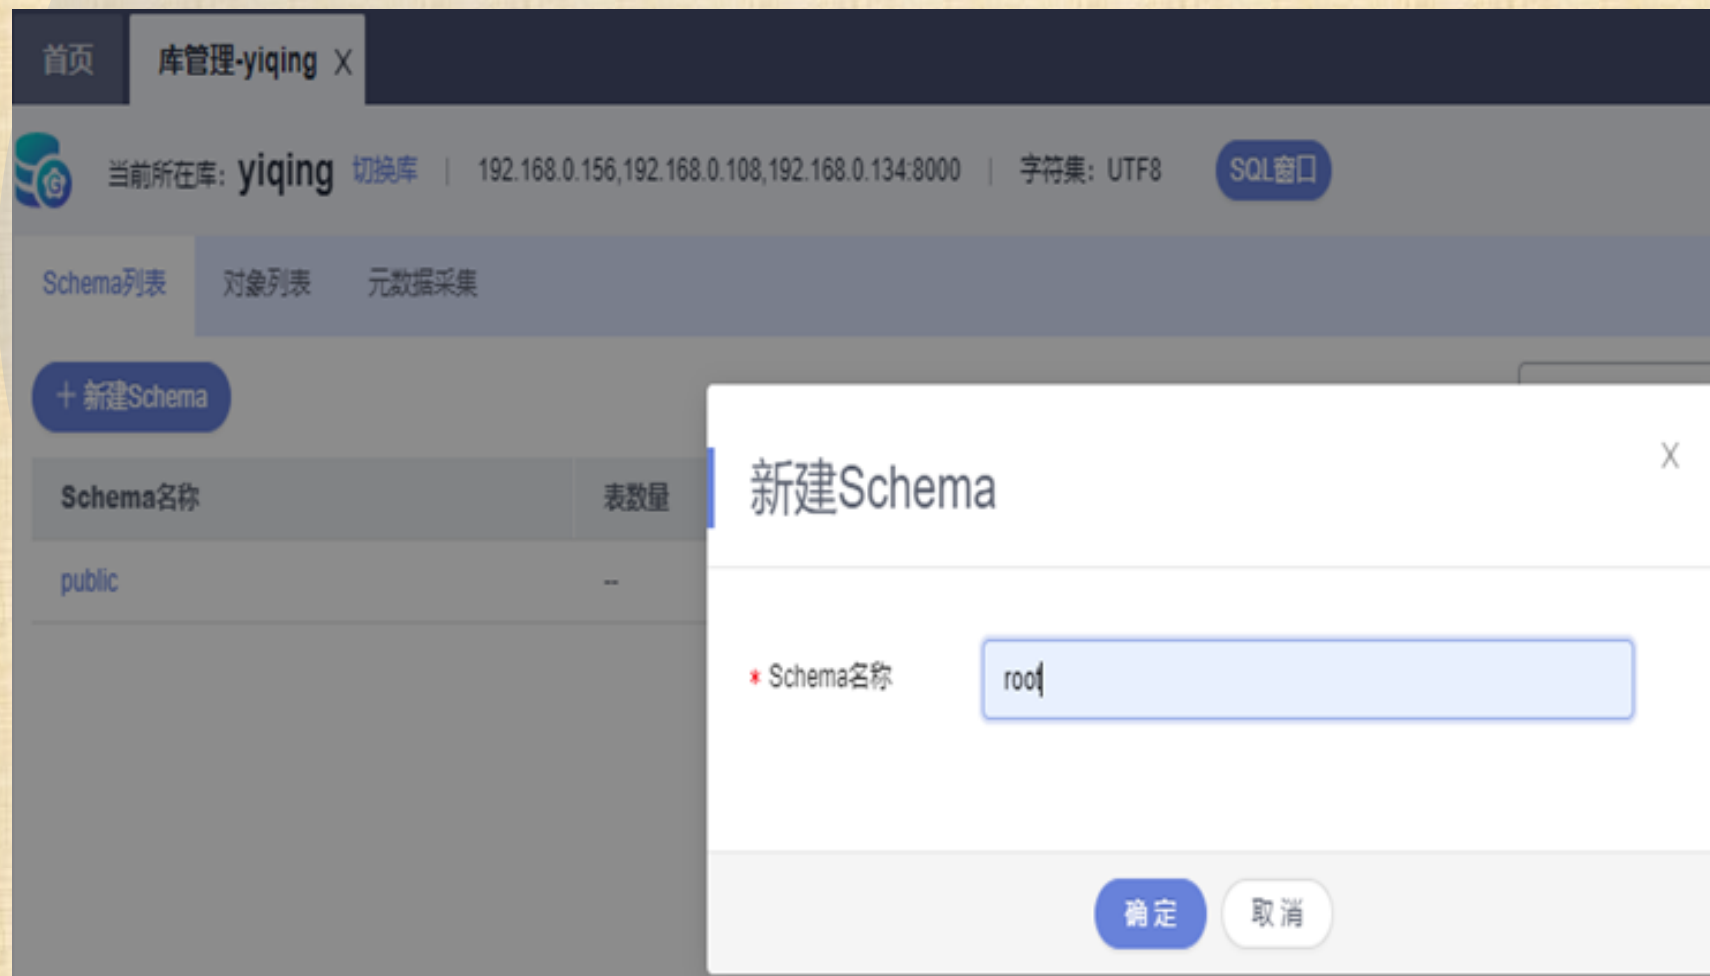 首页 库管理-yiqing X
当前所在库: yiqing 切换库 | 192.168.0.156,192.168.0.108,192.168.0.134:8000 | 字符集: UTF8 SQL窗口
Schema列表 对象列表 元数据采集
+ 新建Schema
Schema名称 表数量
public --
新建Schema X
* Schema名称 root
确定 取消